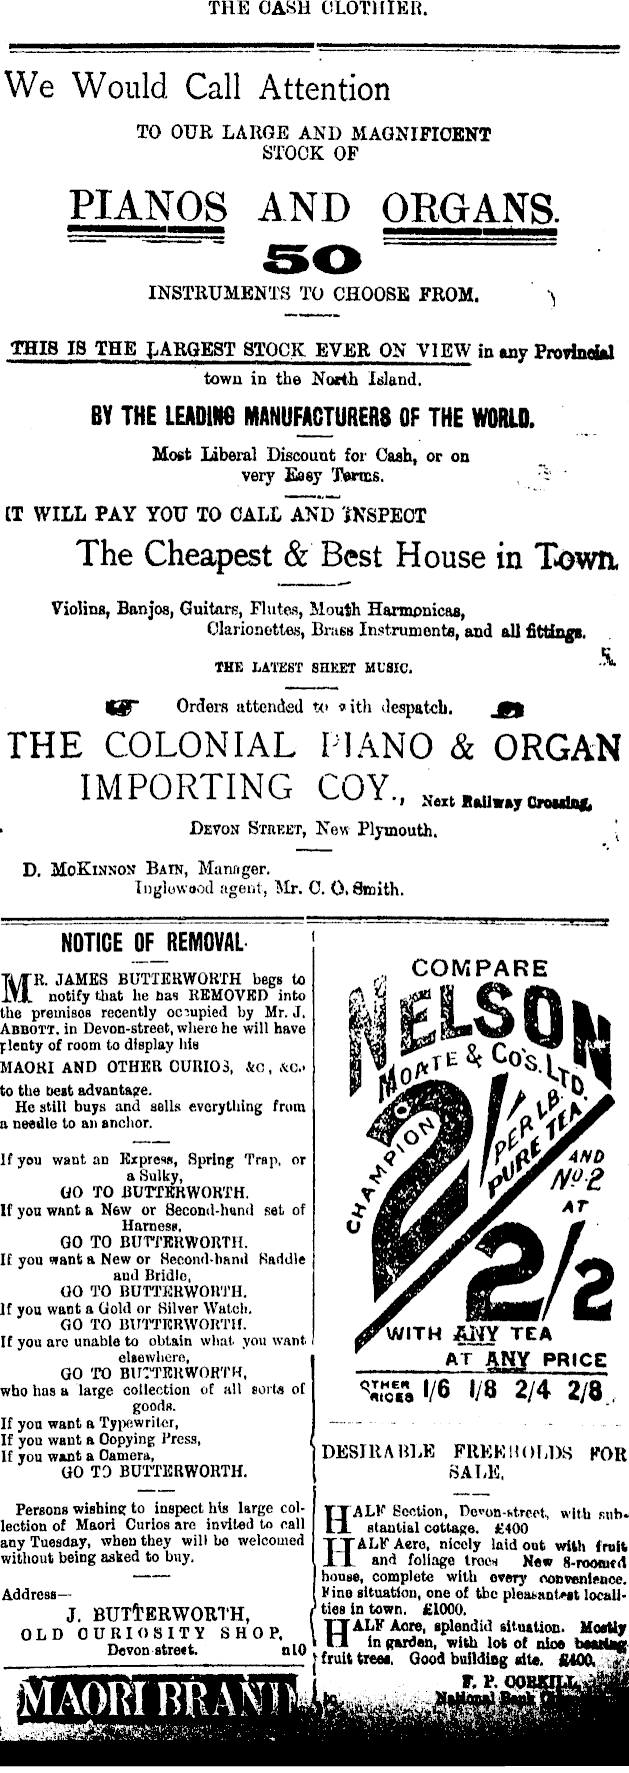 THE CASH CLOTHIER.
We Would Call Attention
TO OUR LARGE AND MAGNIFICENT
STOCK OF
PIANOS AND ORGANS.
50
INSTRUMENTS TO CHOOSE FROM.
THIS IS THE LARGEST STOCK EVER ON VIEW in any Provincial
town in the North Island.
BY THE LEADING MANUFACTURERS OF THE WORLD.
Most Liberal Discount for Cash, or on
very Easy Terms.
IT WILL PAY YOU TO CALL AND INSPECT
The Cheapest & Best House in Town.
Violins, Banjos, Guitars, Flutes, Mouth Harmonicas,
Clarionettes, Brass Instruments, and all fittings.
THE LATEST SHEET MUSIC.
Orders attended to with despatch.
THE COLONIAL PIANO & ORGAN
IMPORTING COY., Next Railway Crossing,
DEVON STREET, New Plymouth.
D. MCKINNON BAIN, Manager.
Inglewood agent, Mr. C. O. Smith.
NOTICE OF REMOVAL.
MR. JAMES BUTTERWORTH begs to
notify that he has REMOVED into
the premises recently occupied by Mr. J.
ABBOTT, in Devon-street, where he will have
plenty of room to display his
MAORI AND OTHER CURIOS, &c, &c.,
to the best advantage.
He still buys and sells everything from
a needle to an anchor.
If you want an Express, Spring Trap, or
a Sulky,
GO TO BUTTERWORTH.
If you want a New or Second-hand set of
Harness,
GO TO BUTTERWORTH.
If you want a New or Second-hand Saddle
and Bridle,
GO TO BUTTERWORTH.
If you want a Gold or Silver Watch.
GO TO BUTTERWORTH.
If you are unable to obtain what you want
elsewhere,
GO TO BUTTERWORTH,
who has a large collection of all sorts of
goods.
If you want a Typewriter,
If you want a Copying Press,
If you want a Camera,
GO TO BUTTERWORTH.
Persons wishing to inspect his large col-
lection of Maori Curios are invited to call
any Tuesday, when they will be welcomed
without being asked to buy.
Address—
J. BUTTERWORTH,
OLD CURIOSITY SHOP,
Devon street. n10
MAORI BRAND
COMPARE
NELSON
MOATE & CO'S. LTD.
CHAMPION
2/-
PER LB.
PURE TEA
AND
No. 2
AT
2/2
WITH ANY TEA
AT ANY PRICE
OTHER PRICES 1/6 1/8 2/4 2/8
DESIRABLE FREEHOLDS FOR
SALE.
HALF Section, Devon-street, with sub-
stantial cottage. £400
HALF Acre, nicely laid out with fruit
and foliage trees New 8-roomed
house, complete with every convenience.
Fine situation, one of the pleasantest locali-
ties in town. £1000.
HALF Acre, splendid situation. Mostly
in garden, with lot of nice bearing
fruit trees. Good building site. £400.
F. P. CORKILL,
National Bank